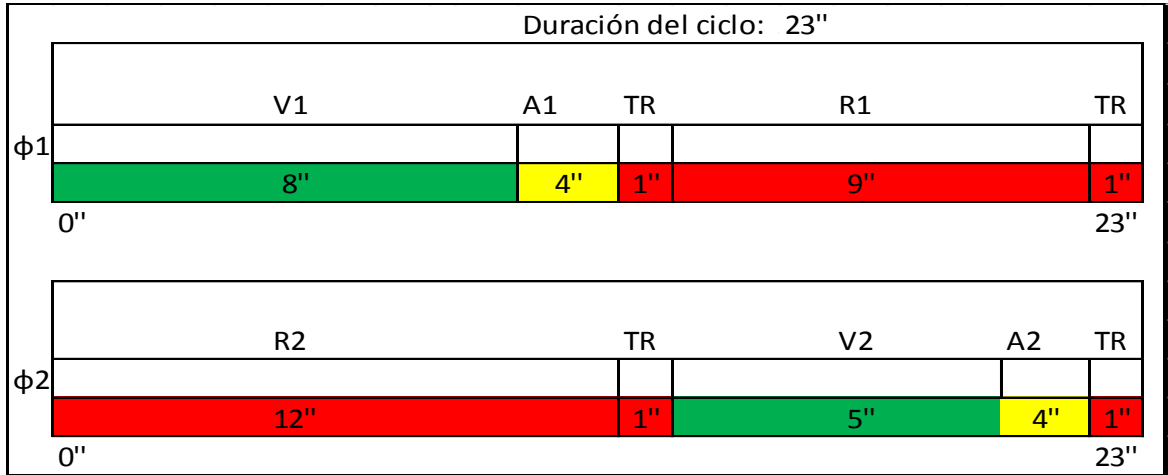 Duración del ciclo: 23''
V1 A1 TR R1 TR
ϕ1
8'' 4'' 1'' 9'' 1''
0'' 23''
R2 TR V2 A2 TR
ϕ2
12'' 1'' 5'' 4'' 1''
0'' 23''